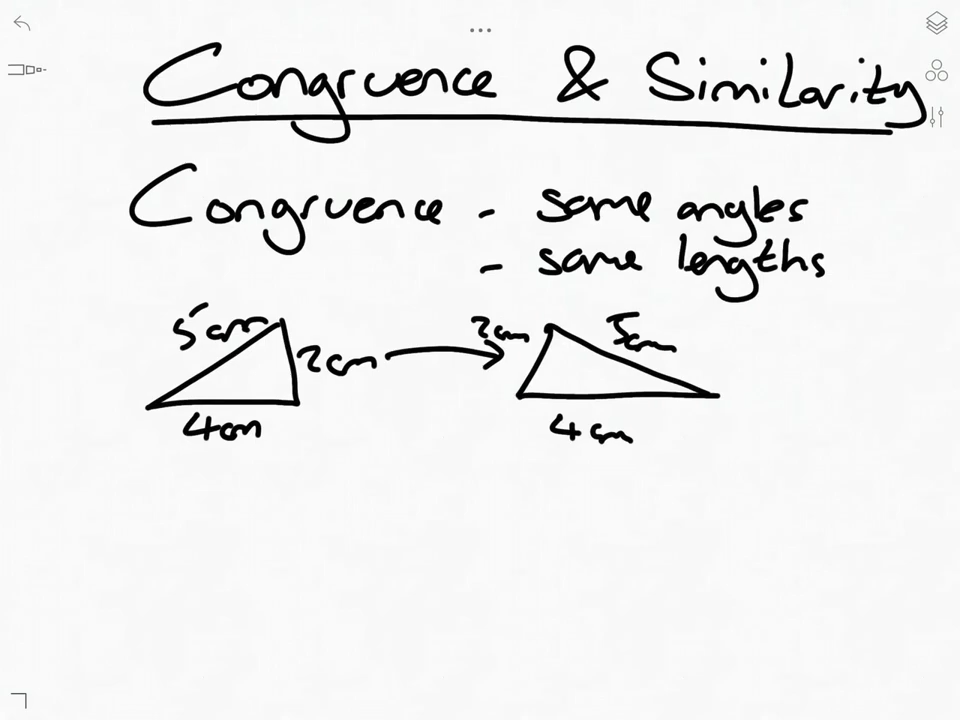 Congruence & Similarity
Congruence - same angles
- same lengths
5cm
2cm
2cm
5cm
4cm
4cm